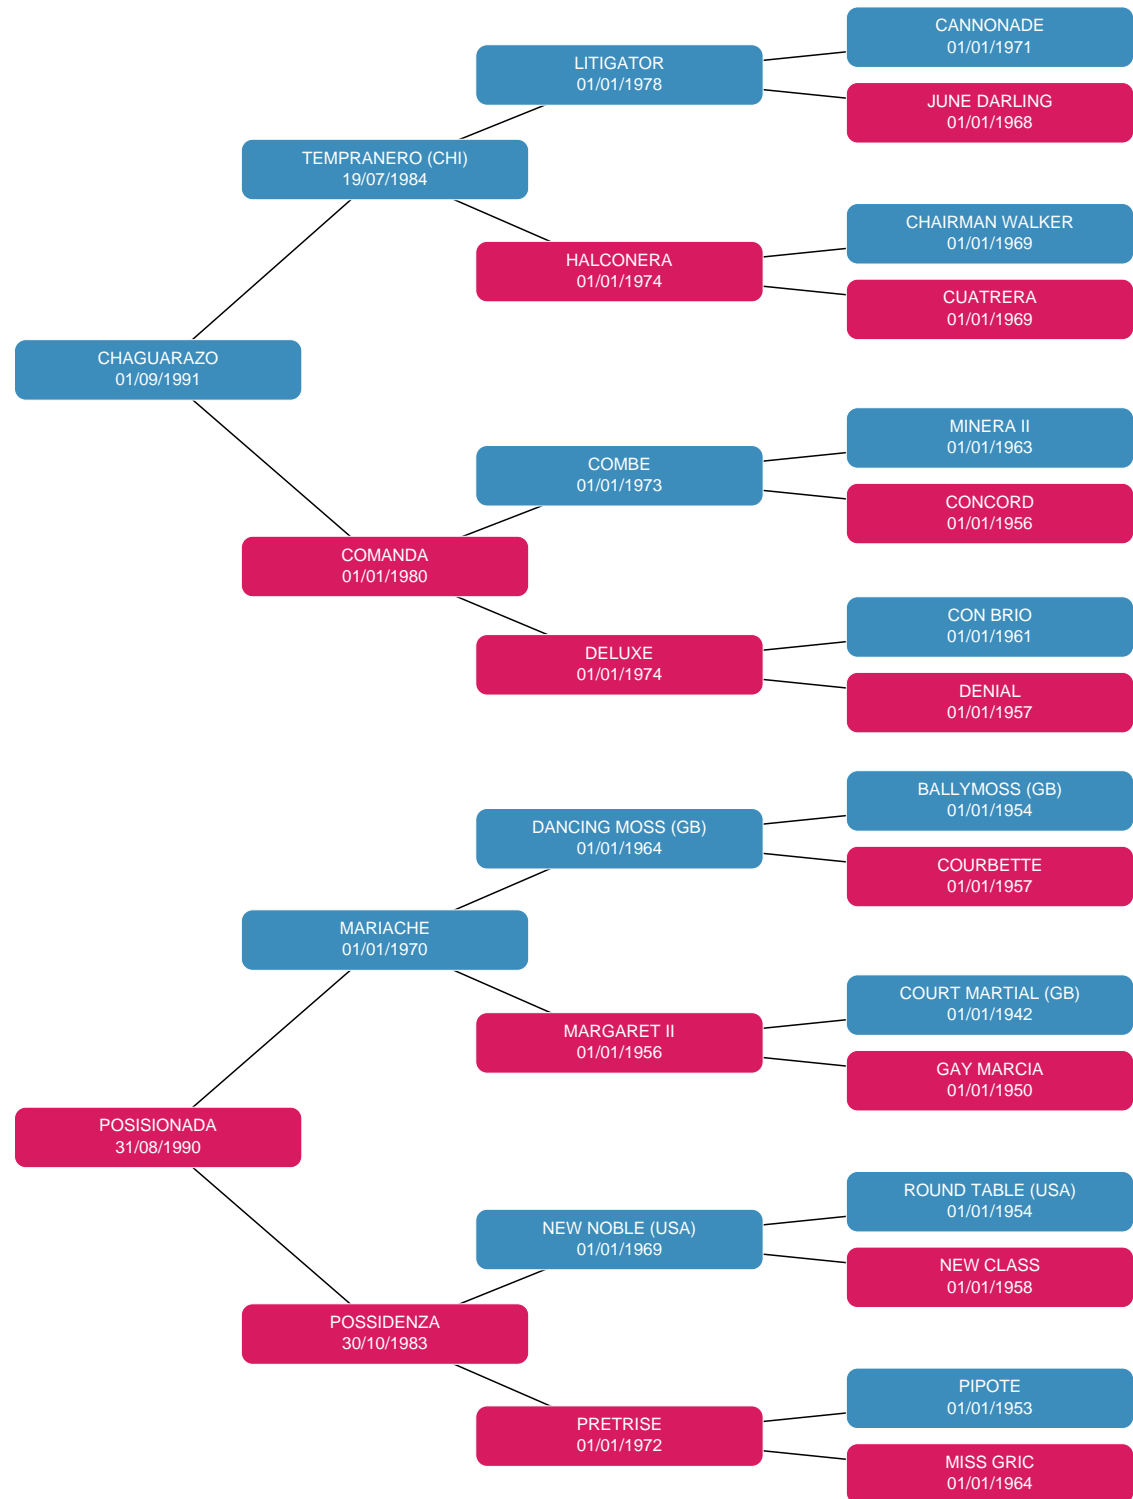 CANNONADE
01/01/1971
LITIGATOR
01/01/1978
JUNE DARLING
01/01/1968
TEMPRANERO (CHI)
19/07/1984
CHAIRMAN WALKER
01/01/1969
HALCONERA
01/01/1974
CUATRERA
01/01/1969
CHAGUARAZO
01/09/1991
MINERA II
01/01/1963
COMBE
01/01/1973
CONCORD
01/01/1956
COMANDA
01/01/1980
CON BRIO
01/01/1961
DELUXE
01/01/1974
DENIAL
01/01/1957
BALLYMOSS (GB)
01/01/1954
DANCING MOSS (GB)
01/01/1964
COURBETTE
01/01/1957
MARIACHE
01/01/1970
COURT MARTIAL (GB)
01/01/1942
MARGARET II
01/01/1956
GAY MARCIA
01/01/1950
POSISIONADA
31/08/1990
ROUND TABLE (USA)
01/01/1954
NEW NOBLE (USA)
01/01/1969
NEW CLASS
01/01/1958
POSSIDENZA
30/10/1983
PIPOTE
01/01/1953
PRETRISE
01/01/1972
MISS GRIC
01/01/1964